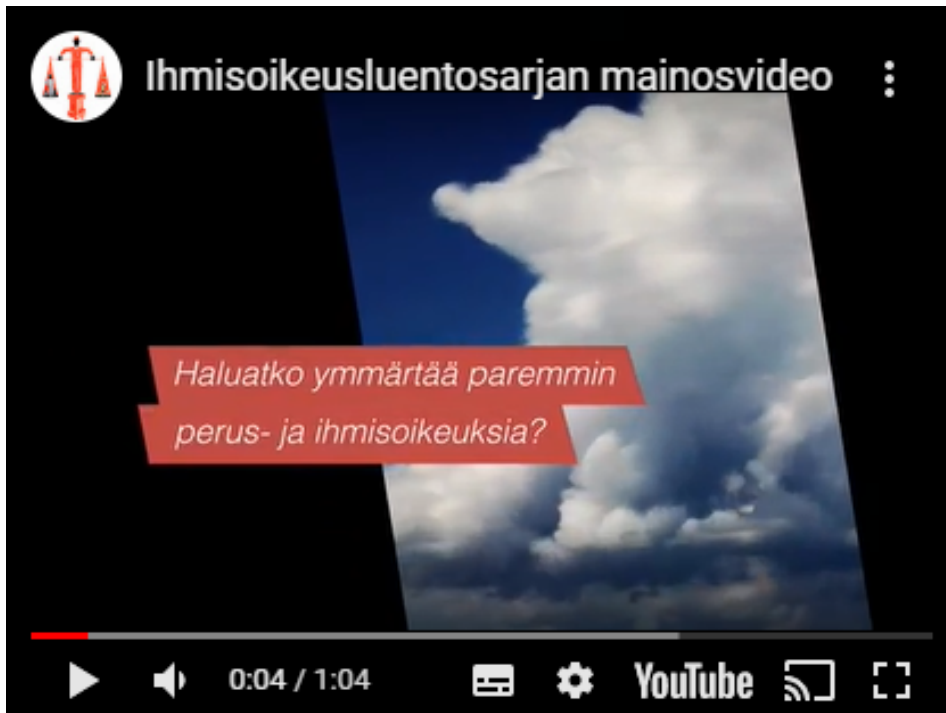 Ihmisoikeusluentosarjan mainosvideo
Haluatko ymmärtää paremmin
perus- ja ihmisoikeuksia?
0:04 / 1:04
YouTube